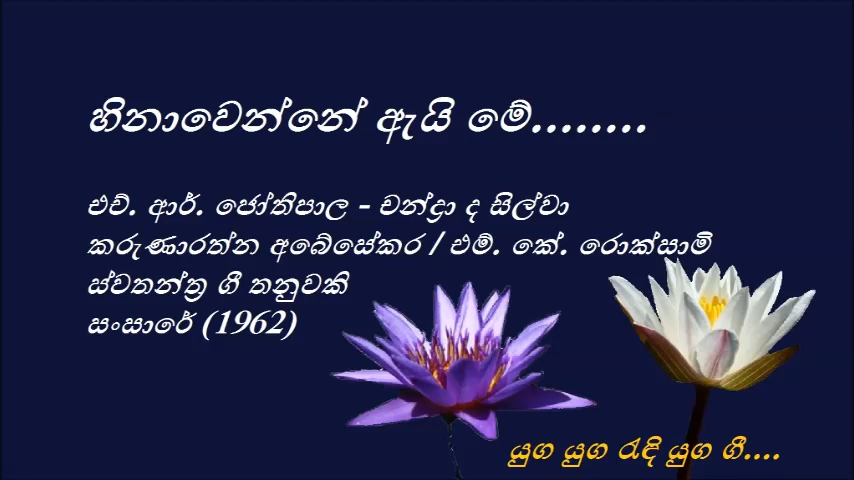 හිනාවෙන්නේ ඇයි මේ........
එච්. ආර්. ජෝතිපාල - චන්ද්‍රා ද සිල්වා
කරුණාරත්න අබේසේකර / එම්. කේ. රොක්සාමි
ස්වතන්ත්‍ර ගී තනුවකි
සංසාරේ (1962)
යුග යුග රැඳි යුග ගී....